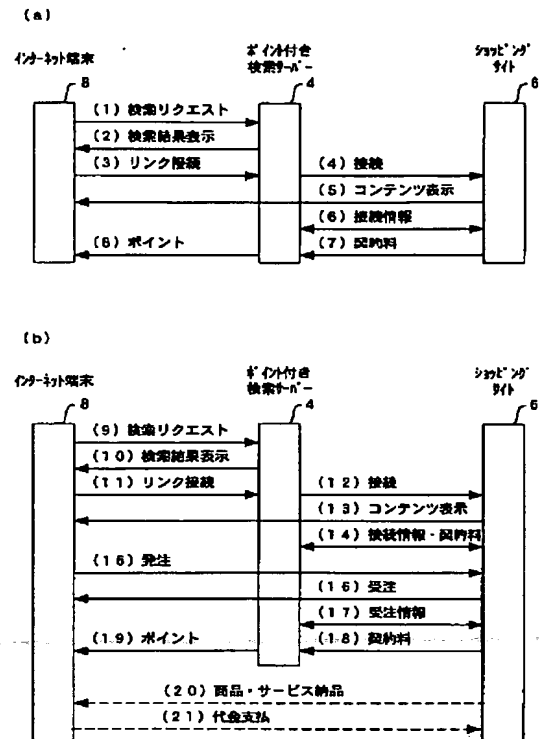 (a)
インターネット端末
ポイント付き
検索サーバー
ショッピング
サイト
8
4
6
(1) 検索リクエスト
(2) 検索結果表示
(3) リンク接続
(4) 接続
(5) コンテンツ表示
(6) 接続情報
(7) 契約料
(8) ポイント
(b)
インターネット端末
ポイント付き
検索サーバー
ショッピング
サイト
8
4
6
(9) 検索リクエスト
(10) 検索結果表示
(11) リンク接続
(12) 接続
(13) コンテンツ表示
(14) 接続情報・契約料
(15) 発注
(16) 受注
(17) 受注情報
(18) 契約料
(19) ポイント
(20) 商品・サービス納品
(21) 代金支払